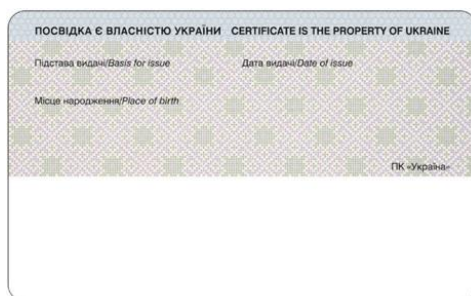 ПОСВІДКА Є ВЛАСНІСТЮ УКРАЇНИ CERTIFICATE IS THE PROPERTY OF UKRAINE
Підстава видачі/Basis for issue Дата видачі/Date of issue
Місце народження/Place of birth
ПК «Україна»